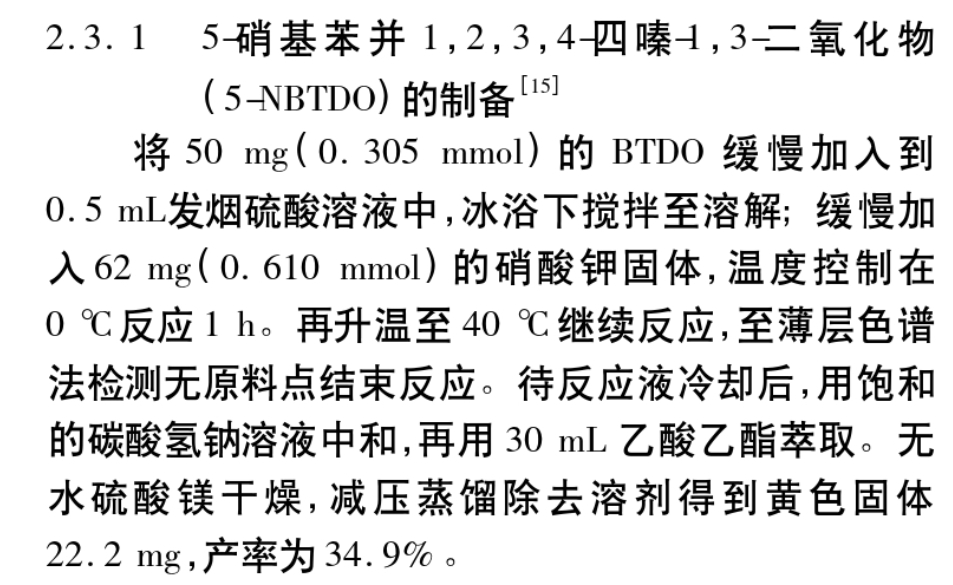 2.3.1 5-硝基苯并 1,2,3,4-四嗪-1,3-二氧化物
(5-NBTDO)的制备[15]
将 50 mg(0.305 mmol)的 BTDO 缓慢加入到
0.5 mL发烟硫酸溶液中,冰浴下搅拌至溶解;缓慢加
入 62 mg(0.610 mmol)的硝酸钾固体,温度控制在
0 ℃反应 1 h。再升温至 40 ℃继续反应,至薄层色谱
法检测无原料点结束反应。待反应液冷却后,用饱和
的碳酸氢钠溶液中和,再用 30 mL 乙酸乙酯萃取。无
水硫酸镁干燥,减压蒸馏除去溶剂得到黄色固体
22.2 mg,产率为 34.9%。